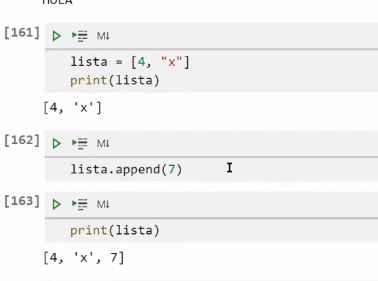 HOLA
[161]
M↓
lista = [4, "x"]
print(lista)
[4, 'x']
[162]
M↓
lista.append(7)
[163]
M↓
print(lista)
[4, 'x', 7]